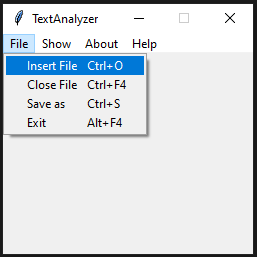 TextAnalyzer
File Show About Help
Insert File Ctrl+O
Close File Ctrl+F4
Save as Ctrl+S
Exit Alt+F4